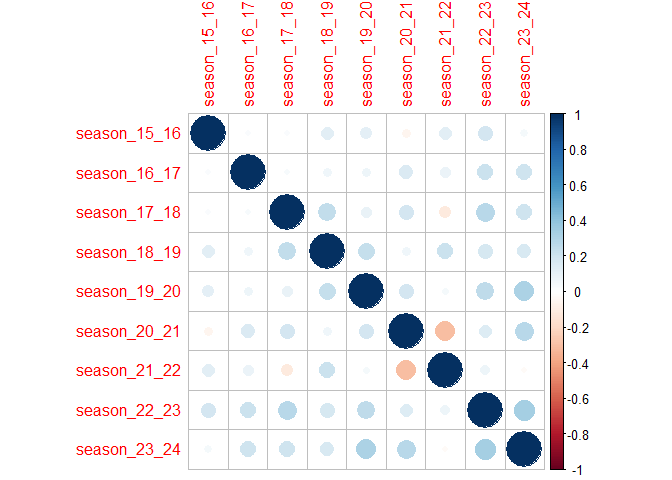 season_15_16
season_16_17
season_17_18
season_18_19
season_19_20
season_20_21
season_21_22
season_22_23
season_23_24
season_15_16
season_16_17
season_17_18
season_18_19
season_19_20
season_20_21
season_21_22
season_22_23
season_23_24
1
0.8
0.6
0.4
0.2
0
-0.2
-0.4
-0.6
-0.8
-1